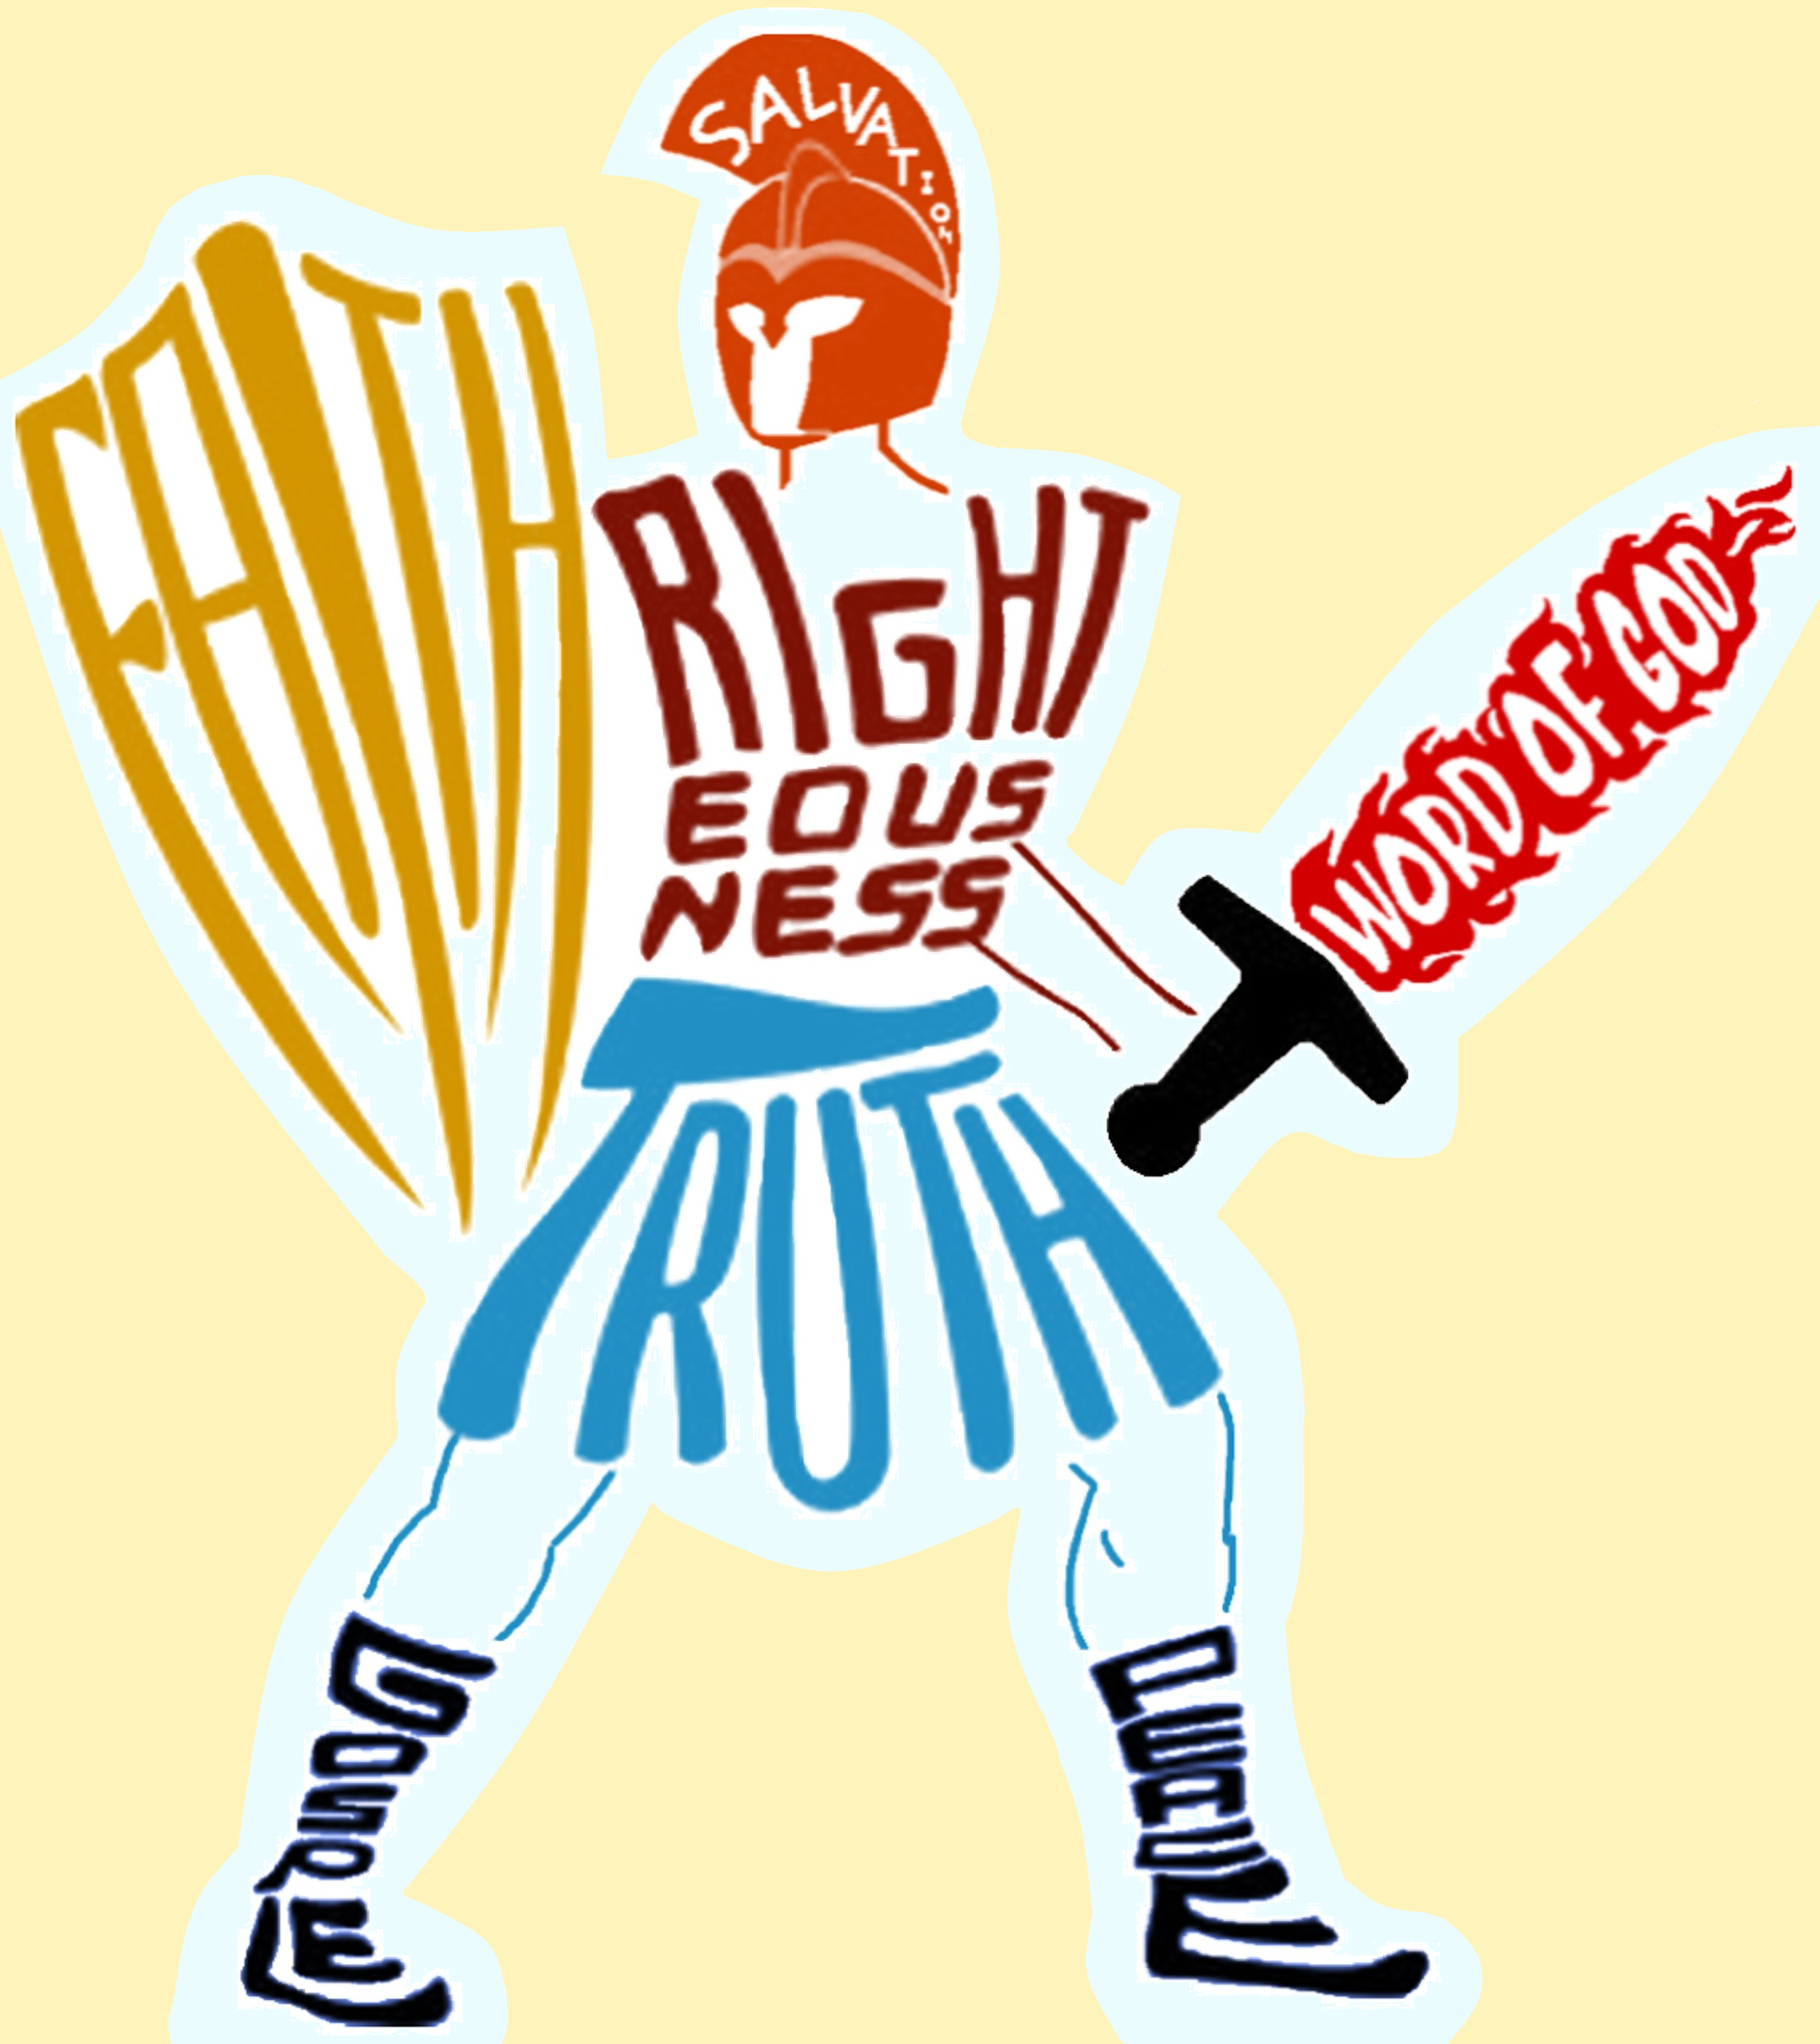 SALVATION
FAITH
RIGHT
EOUS
NESS
WORD OF GOD
TRUTH
GOSPEL
PEACE